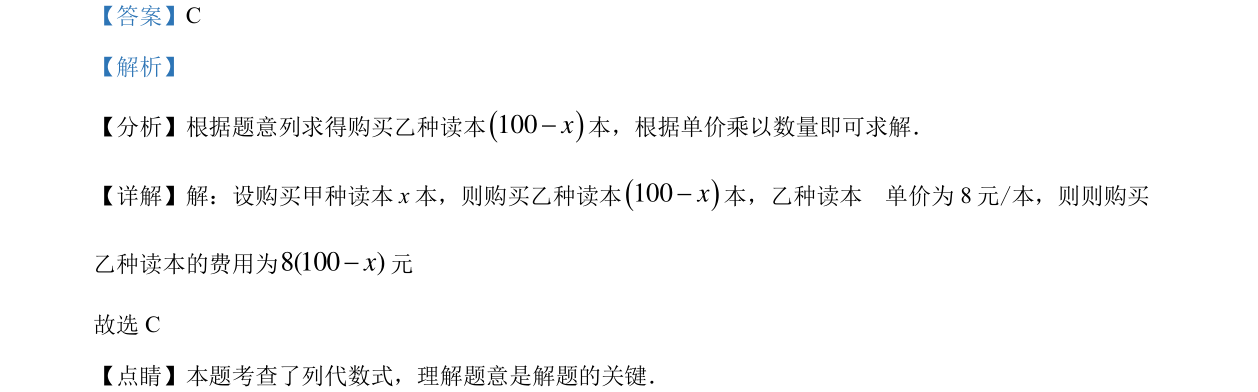 【答案】C
【解析】
【分析】根据题意列求得购买乙种读本(100－x)本，根据单价乘以数量即可求解．
【详解】解：设购买甲种读本 x 本，则购买乙种读本(100－x)本，乙种读本　单价为 8 元/本，则则购买
乙种读本的费用为8(100－x) 元
故选 C
【点睛】本题考查了列代数式，理解题意是解题的关键．